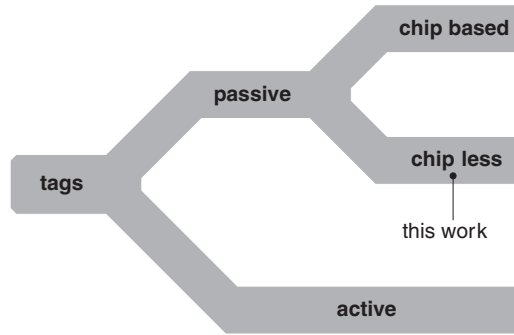 chip based
passive
chip less
tags
this work
active